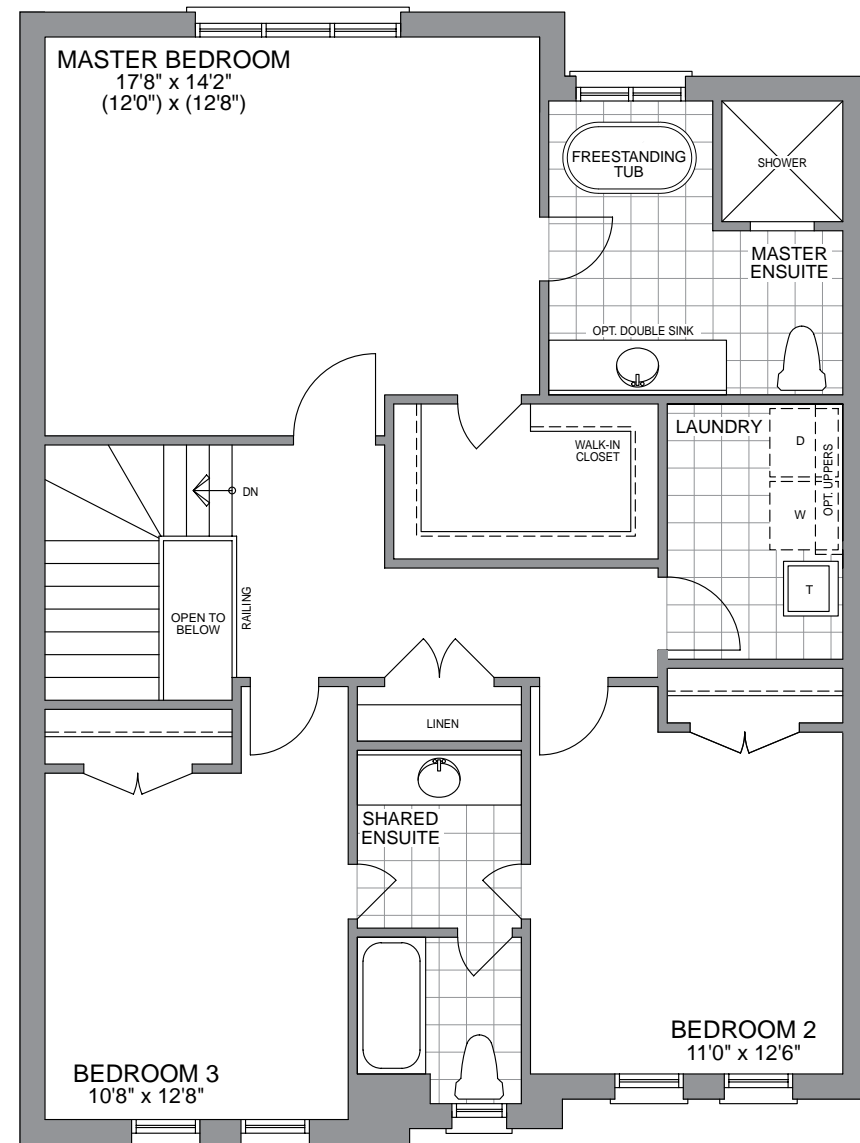 MASTER BEDROOM
17'8" x 14'2"
(12'0") x (12'8")
FREESTANDING
TUB
SHOWER
MASTER
ENSUITE
OPT. DOUBLE SINK
WALK-IN
CLOSET
LAUNDRY
D
W
OPT. UPPERS
T
DN
OPEN TO
BELOW
RAILING
LINEN
SHARED
ENSUITE
BEDROOM 2
11'0" x 12'6"
BEDROOM 3
10'8" x 12'8"